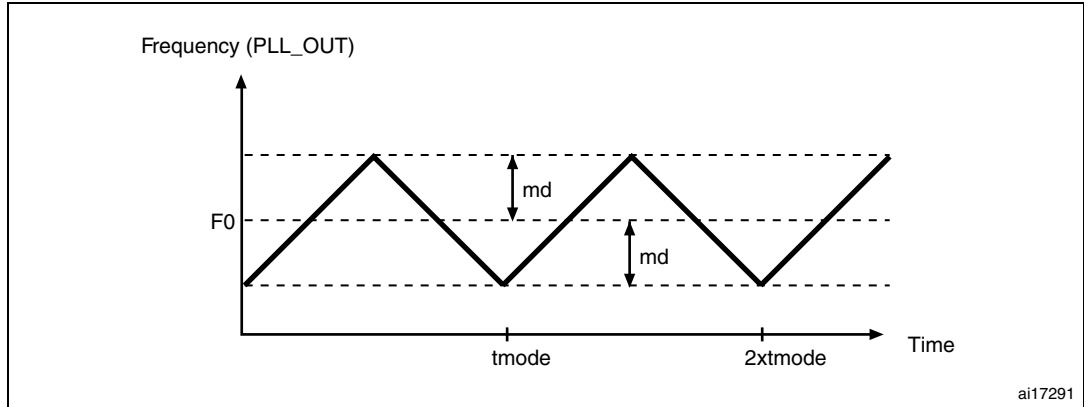 Frequency (PLL_OUT)
md
F0
md
tmode
2xtmode
Time
ai17291